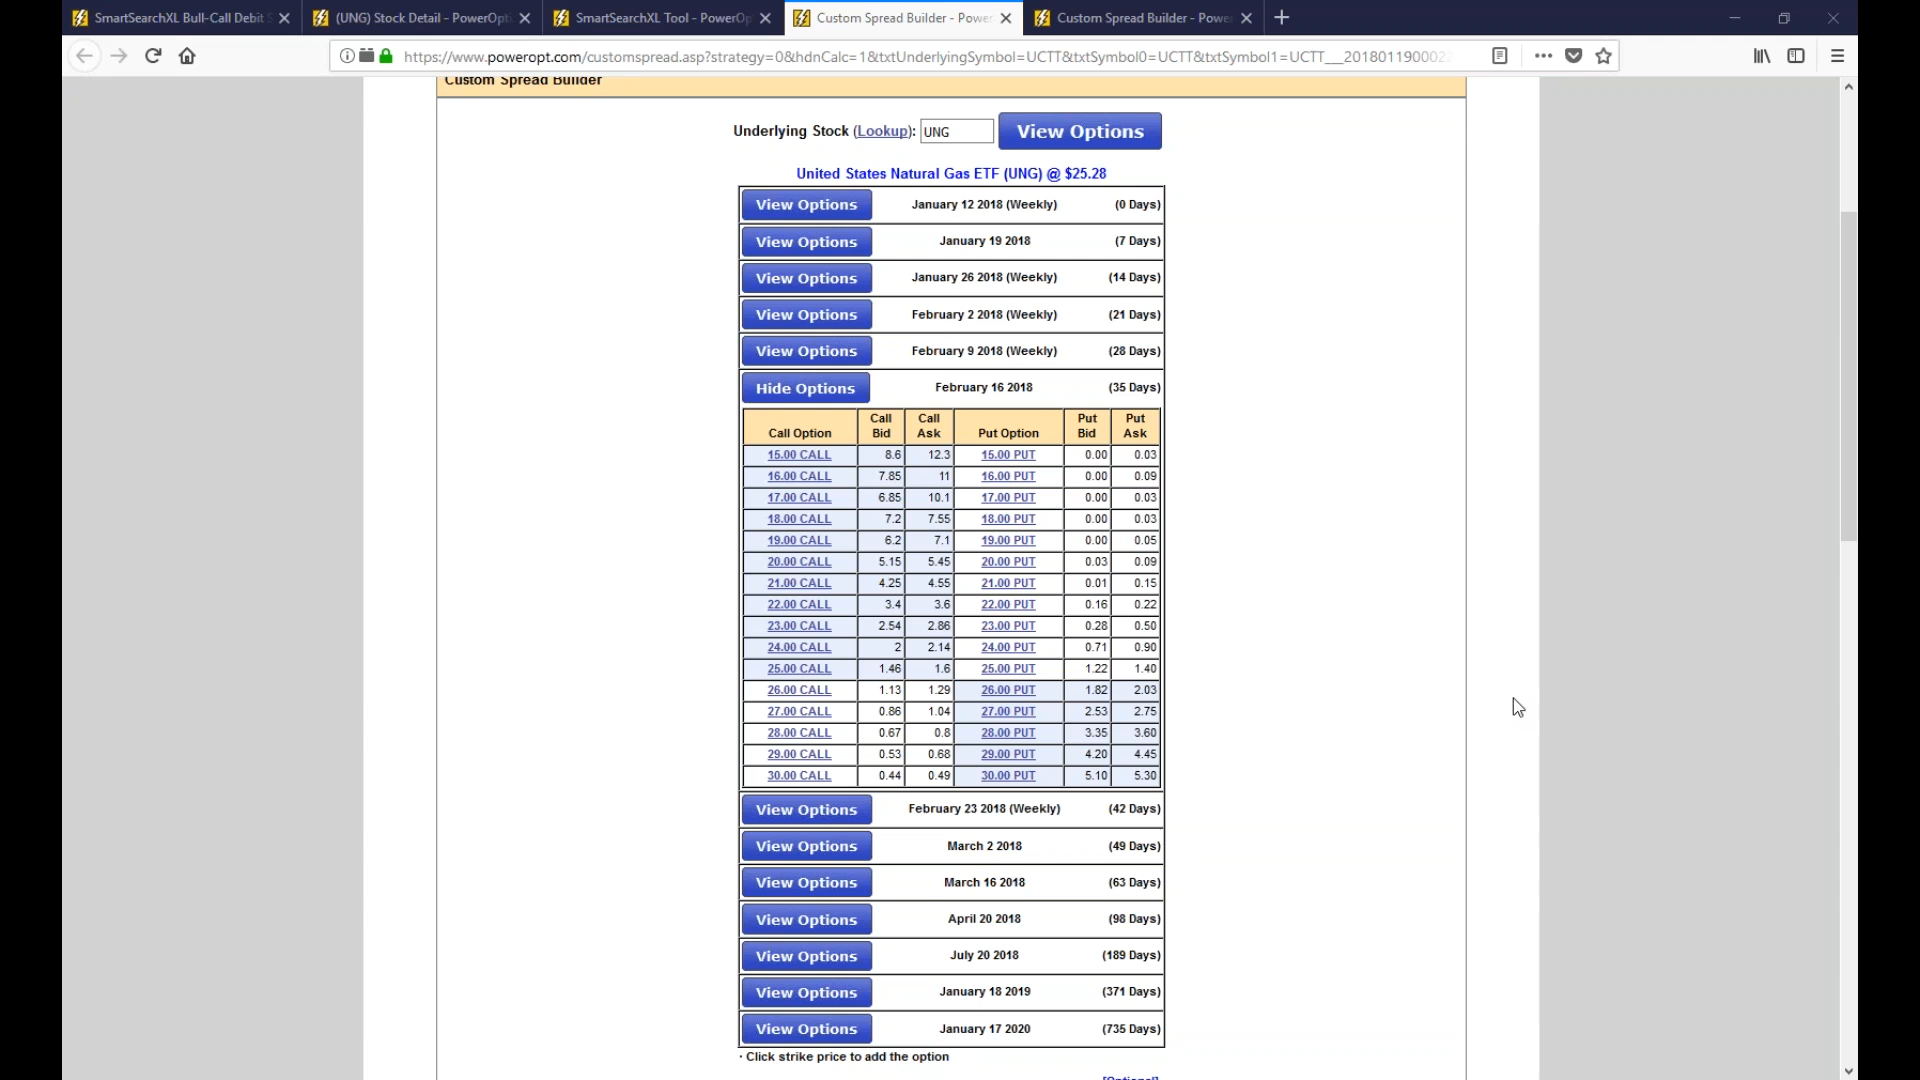 SmartSearchXL Bull-Call Debit S
(UNG) Stock Detail - PowerOpti
SmartSearchXL Tool - PowerOp
Custom Spread Builder - Power
Custom Spread Builder - Powe
https://www.poweropt.com/customspread.asp?strategy=0&hdnCalc=1&txtUnderlyingSymbol=UCTT&txtSymbol0=UCTT&txtSymbol1=UCTT___2018011900022
Custom Spread Builder
Underlying Stock (Lookup): UNG View Options
United States Natural Gas ETF (UNG) @ $25.28
View Options January 12 2018 (Weekly) (0 Days)
View Options January 19 2018 (7 Days)
View Options January 26 2018 (Weekly) (14 Days)
View Options February 2 2018 (Weekly) (21 Days)
View Options February 9 2018 (Weekly) (28 Days)
Hide Options February 16 2018 (35 Days)
Call Option Call Bid Call Ask Put Option Put Bid Put Ask
15.00 CALL 8.6 12.3 15.00 PUT 0.00 0.03
16.00 CALL 7.85 11 16.00 PUT 0.00 0.09
17.00 CALL 6.85 10.1 17.00 PUT 0.00 0.03
18.00 CALL 7.2 7.55 18.00 PUT 0.00 0.03
19.00 CALL 6.2 7.1 19.00 PUT 0.00 0.05
20.00 CALL 5.15 5.45 20.00 PUT 0.03 0.09
21.00 CALL 4.25 4.55 21.00 PUT 0.01 0.15
22.00 CALL 3.4 3.6 22.00 PUT 0.16 0.22
23.00 CALL 2.54 2.86 23.00 PUT 0.28 0.50
24.00 CALL 2 2.14 24.00 PUT 0.71 0.90
25.00 CALL 1.46 1.6 25.00 PUT 1.22 1.40
26.00 CALL 1.13 1.29 26.00 PUT 1.82 2.03
27.00 CALL 0.86 1.04 27.00 PUT 2.53 2.75
28.00 CALL 0.67 0.8 28.00 PUT 3.35 3.60
29.00 CALL 0.53 0.68 29.00 PUT 4.20 4.45
30.00 CALL 0.44 0.49 30.00 PUT 5.10 5.30
View Options February 23 2018 (Weekly) (42 Days)
View Options March 2 2018 (49 Days)
View Options March 16 2018 (63 Days)
View Options April 20 2018 (98 Days)
View Options July 20 2018 (189 Days)
View Options January 18 2019 (371 Days)
View Options January 17 2020 (735 Days)
· Click strike price to add the option
[Optional]